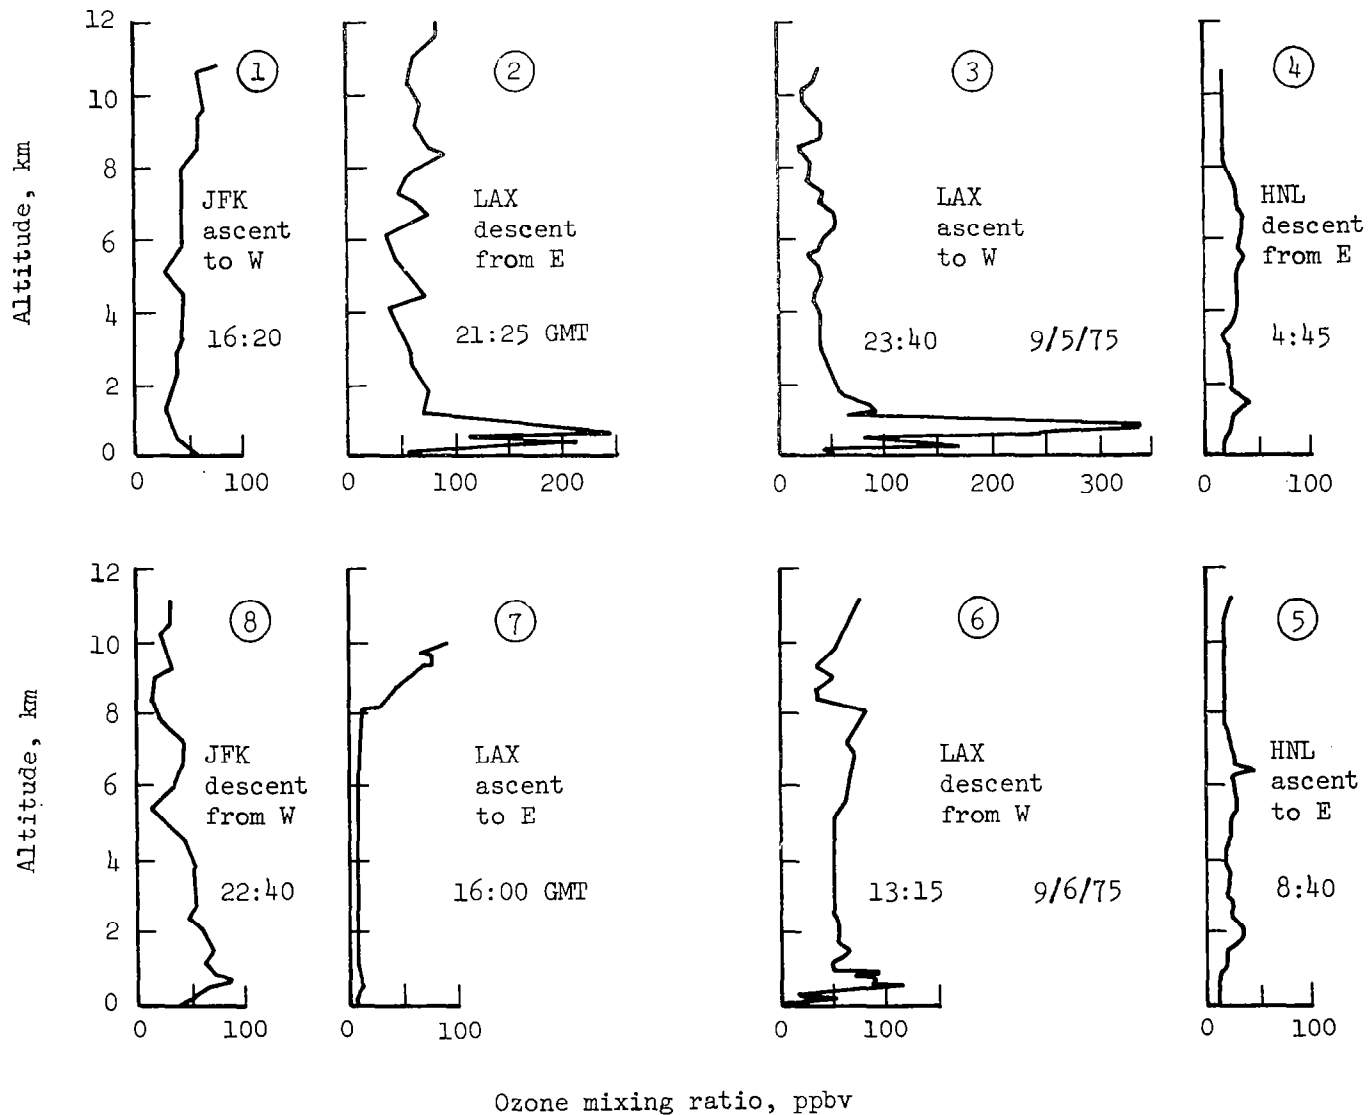 Altitude, km
12
10
8
6
4
2
0
1
JFK
ascent
to W
16:20
0 100
2
LAX
descent
from E
21:25 GMT
0 100 200
3
LAX
ascent
to W
23:40 9/5/75
0 100 200 300
4
HNL
descent
from E
4:45
0 100
Altitude, km
12
10
8
6
4
2
0
8
JFK
descent
from W
22:40
0 100
7
LAX
ascent
to E
16:00 GMT
0 100
6
LAX
descent
from W
13:15 9/6/75
0 100
5
HNL
ascent
to E
8:40
0 100
Ozone mixing ratio, ppbv